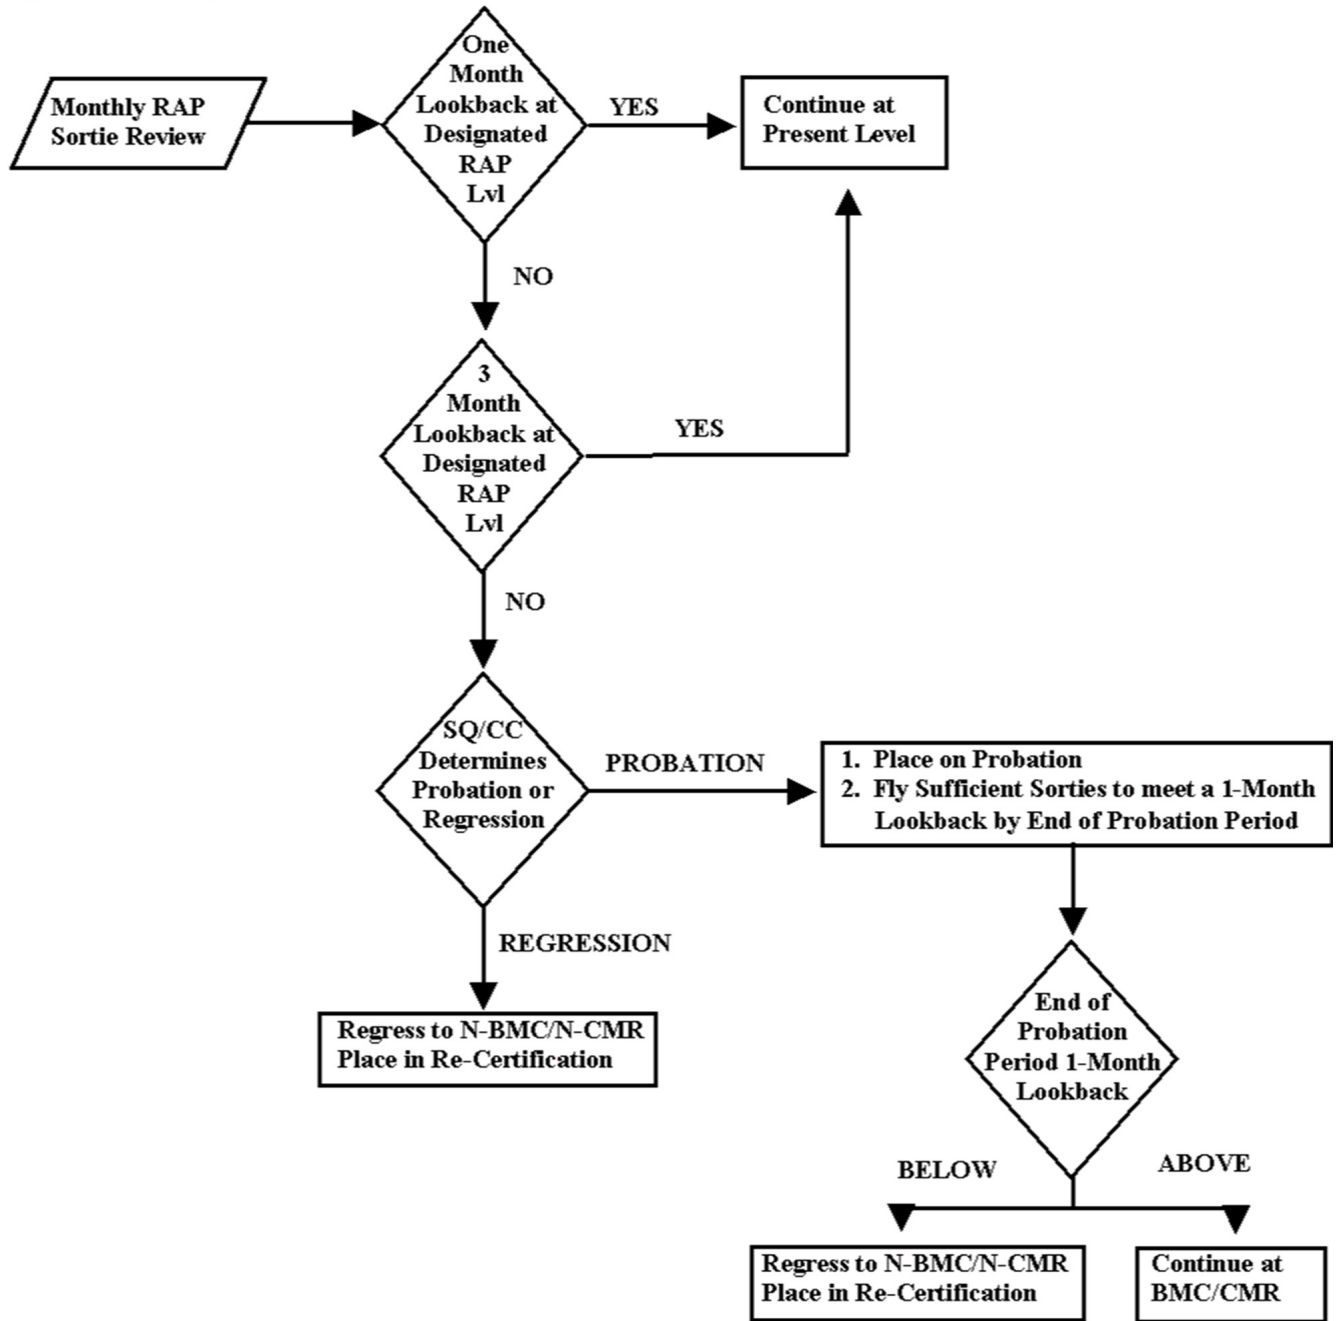 Monthly RAP
Sortie Review
One
Month
Lookback at
Designated
RAP
Lvl
YES
Continue at
Present Level
NO
3
Month
Lookback at
Designated
RAP
Lvl
YES
NO
SQ/CC
Determines
Probation or
Regression
PROBATION
1. Place on Probation
2. Fly Sufficient Sorties to meet a 1-Month
Lookback by End of Probation Period
REGRESSION
Regress to N-BMC/N-CMR
Place in Re-Certification
End of
Probation
Period 1-Month
Lookback
BELOW
ABOVE
Regress to N-BMC/N-CMR
Place in Re-Certification
Continue at
BMC/CMR